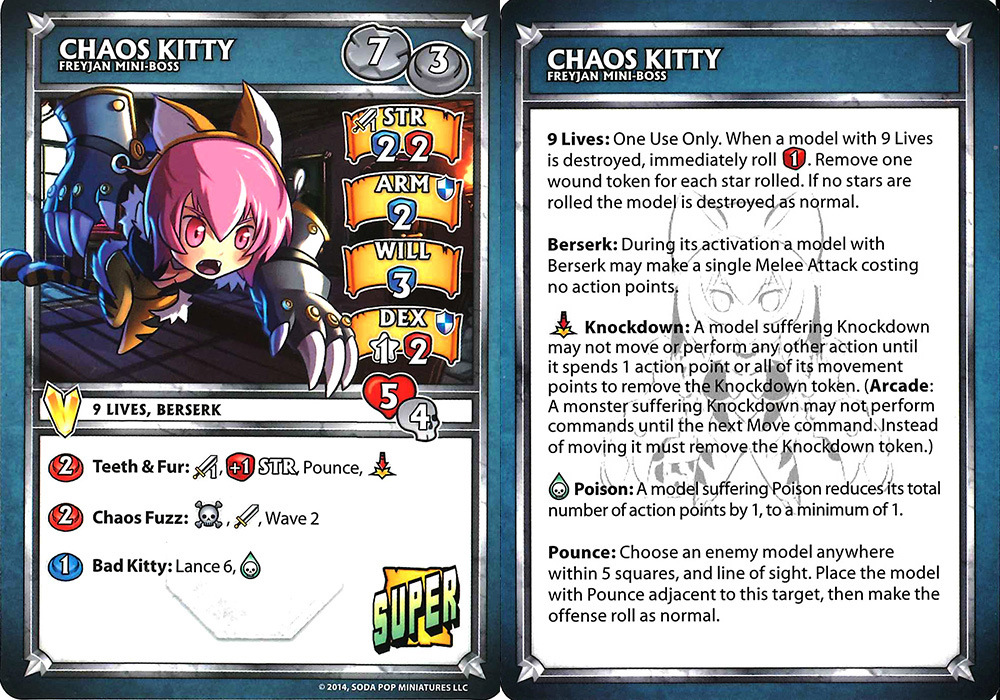 CHAOS KITTY
FREYJAN MINI-BOSS
7
3
STR
2 2
ARM
2
WILL
3
DEX
1 2
5
4
9 LIVES, BERSERK
2 Teeth & Fur: , +1 STR, Pounce,
2 Chaos Fuzz: , , Wave 2
1 Bad Kitty: Lance 6,
SUPER
© 2014, SODA POP MINIATURES LLC
CHAOS KITTY
FREYJAN MINI-BOSS
9 Lives: One Use Only. When a model with 9 Lives
is destroyed, immediately roll 1. Remove one
wound token for each star rolled. If no stars are
rolled the model is destroyed as normal.
Berserk: During its activation a model with
Berserk may make a single Melee Attack costing
no action points.
Knockdown: A model suffering Knockdown
may not move or perform any other action until
it spends 1 action point or all of its movement
points to remove the Knockdown token. (Arcade:
A monster suffering Knockdown may not perform
commands until the next Move command. Instead
of moving it must remove the Knockdown token.)
Poison: A model suffering Poison reduces its total
number of action points by 1, to a minimum of 1.
Pounce: Choose an enemy model anywhere
within 5 squares, and line of sight. Place the model
with Pounce adjacent to this target, then make the
offense roll as normal.